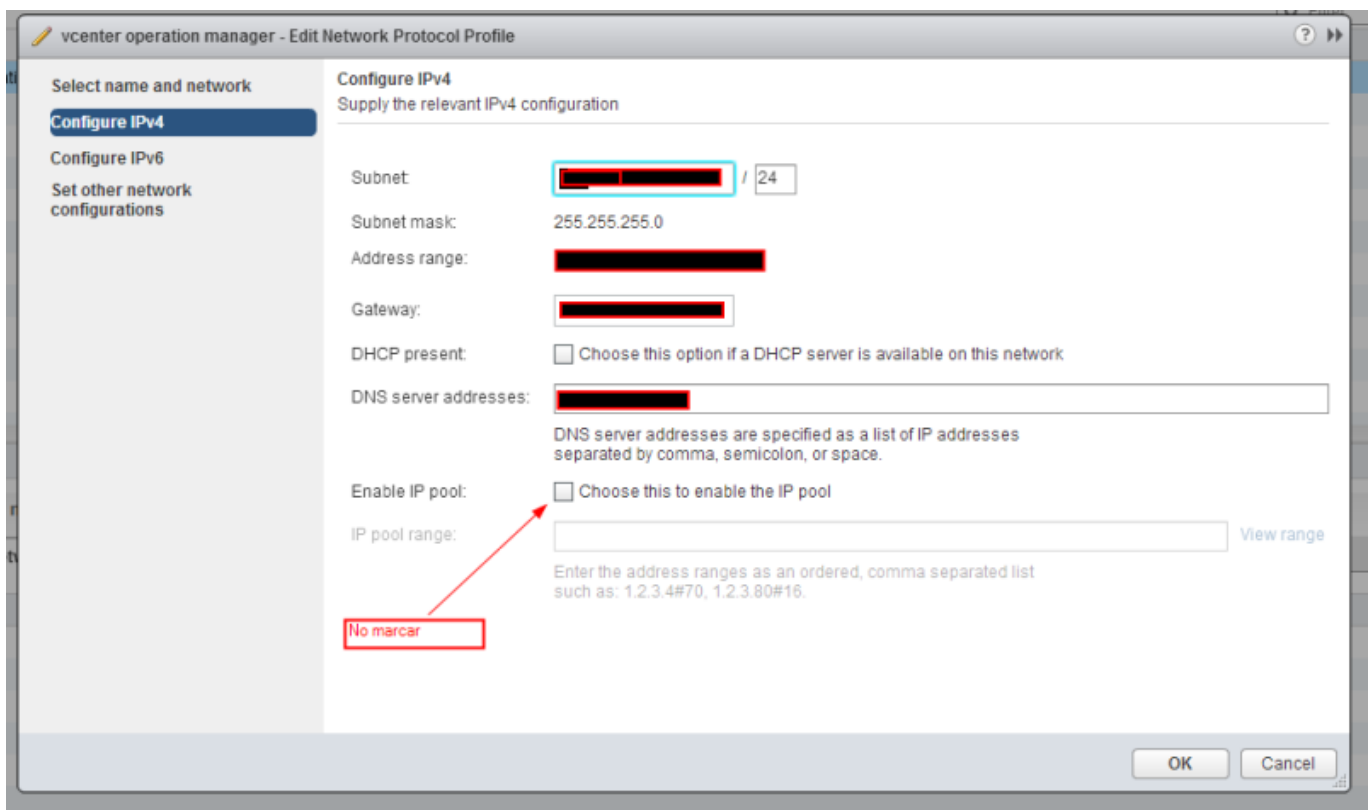 vcenter operation manager - Edit Network Protocol Profile
Select name and network
Configure IPv4
Configure IPv6
Set other network
configurations
Configure IPv4
Supply the relevant IPv4 configuration
Subnet: / 24
Subnet mask: 255.255.255.0
Address range:
Gateway:
DHCP present: Choose this option if a DHCP server is available on this network
DNS server addresses:
DNS server addresses are specified as a list of IP addresses
separated by comma, semicolon, or space.
Enable IP pool: Choose this to enable the IP pool
IP pool range: View range
Enter the address ranges as an ordered, comma separated list
such as: 1.2.3.4#70, 1.2.3.80#16.
No marcar
OK Cancel